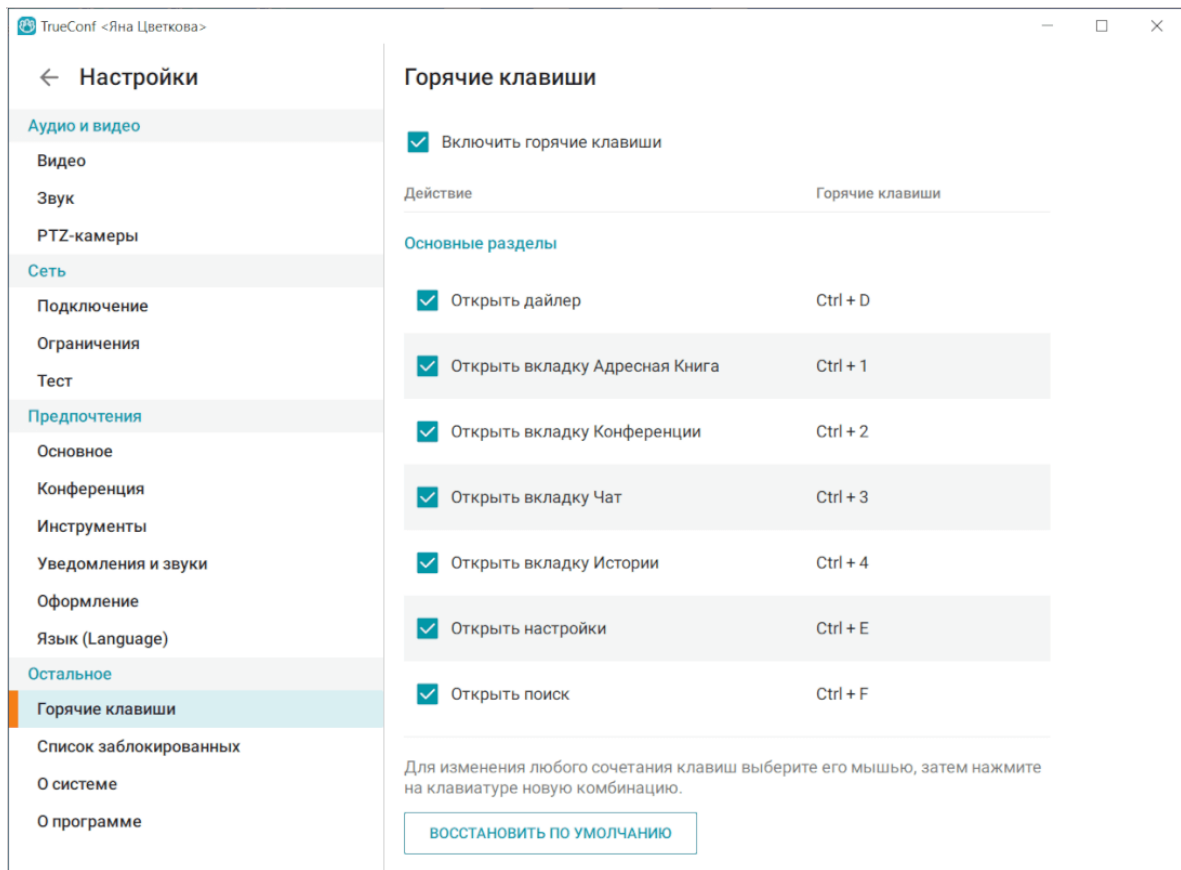 TrueConf <Яна Цветкова>
Настройки
Аудио и видео
Видео
Звук
PTZ-камеры
Сеть
Подключение
Ограничения
Тест
Предпочтения
Основное
Конференция
Инструменты
Уведомления и звуки
Оформление
Язык (Language)
Остальное
Горячие клавиши
Список заблокированных
О системе
О программе
Горячие клавиши
Включить горячие клавиши
Действие Горячие клавиши
Основные разделы
Открыть дайлер Ctrl + D
Открыть вкладку Адресная Книга Ctrl + 1
Открыть вкладку Конференции Ctrl + 2
Открыть вкладку Чат Ctrl + 3
Открыть вкладку Истории Ctrl + 4
Открыть настройки Ctrl + E
Открыть поиск Ctrl + F
Для изменения любого сочетания клавиш выберите его мышью, затем нажмите
на клавиатуре новую комбинацию.
ВОССТАНОВИТЬ ПО УМОЛЧАНИЮ